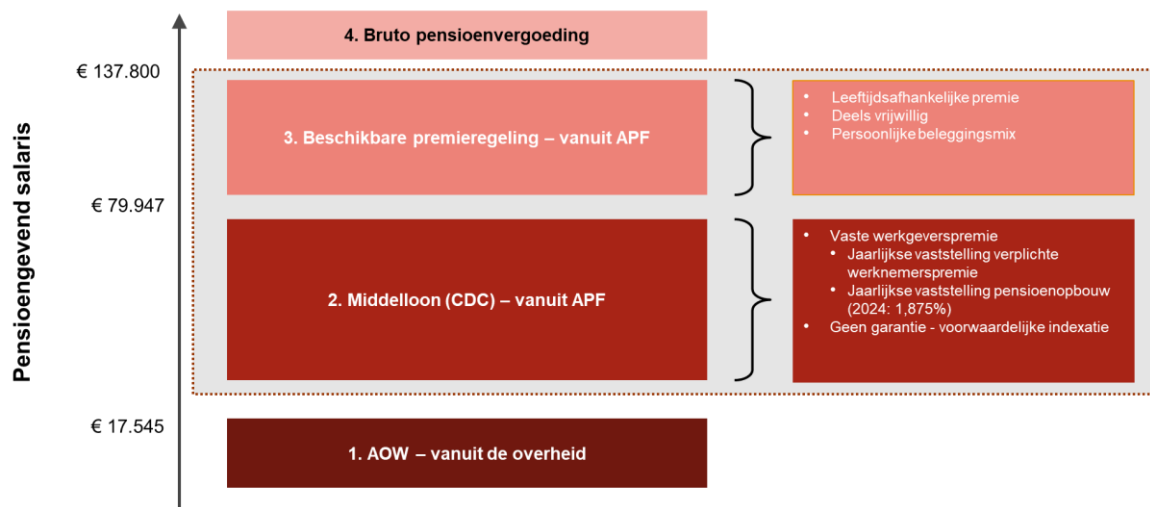 Pensioengevend salaris
4. Bruto pensioenvergoeding
€ 137.800
3. Beschikbare premieregeling – vanuit APF
• Leeftijdsafhankelijke premie
• Deels vrijwillig
• Persoonlijke beleggingsmix
€ 79.947
2. Middelloon (CDC) – vanuit APF
• Vaste werkgeverspremie
• Jaarlijkse vaststelling verplichte
werknemerspremie
• Jaarlijkse vaststelling pensioenopbouw
(2024: 1,875%)
• Geen garantie - voorwaardelijke indexatie
€ 17.545
1. AOW – vanuit de overheid